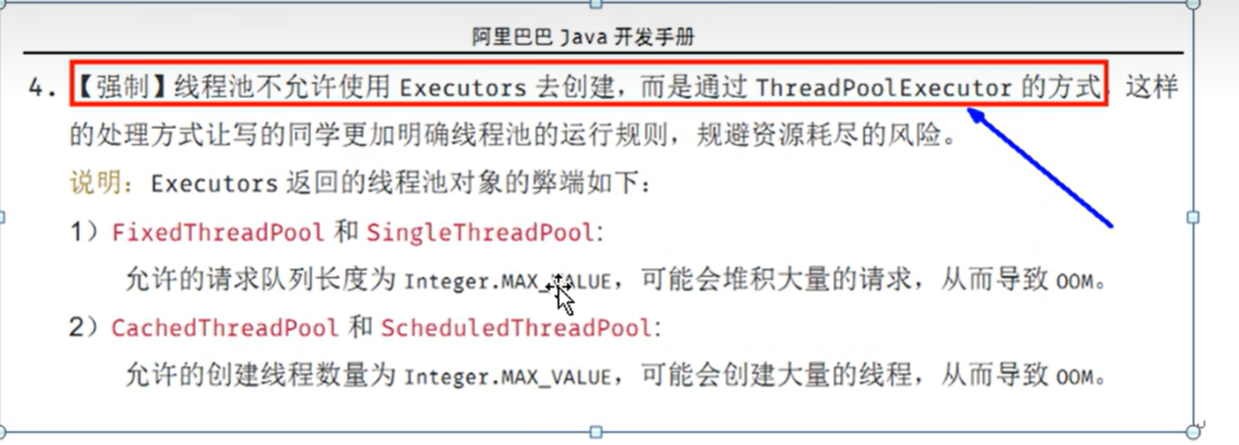 阿里巴巴 Java 开发手册
4. 【强制】线程池不允许使用 Executors 去创建，而是通过 ThreadPoolExecutor 的方式，这样
的处理方式让写的同学更加明确线程池的运行规则，规避资源耗尽的风险。
说明：Executors 返回的线程池对象的弊端如下：
1）FixedThreadPool 和 SingleThreadPool:
允许的请求队列长度为 Integer.MAX_VALUE，可能会堆积大量的请求，从而导致 OOM。
2）CachedThreadPool 和 ScheduledThreadPool:
允许的创建线程数量为 Integer.MAX_VALUE，可能会创建大量的线程，从而导致 OOM。